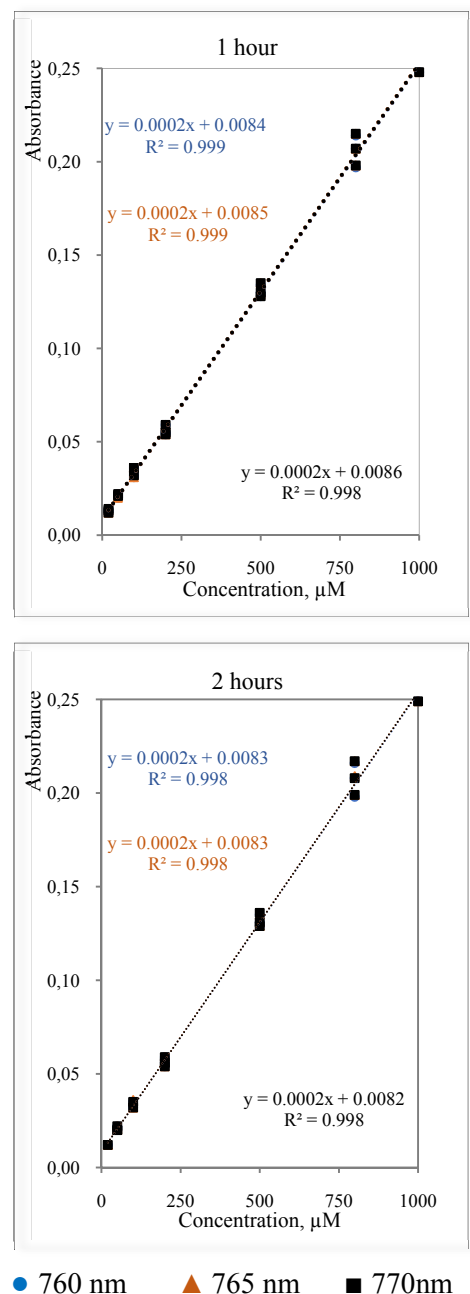 1 hour
Absorbance
0,25
0,20
0,15
0,10
0,05
0,00
y = 0.0002x + 0.0084
R² = 0.999
y = 0.0002x + 0.0085
R² = 0.999
y = 0.0002x + 0.0086
R² = 0.998
0 250 500 750 1000
Concentration, µM
2 hours
Absorbance
0,25
0,20
0,15
0,10
0,05
0,00
y = 0.0002x + 0.0083
R² = 0.998
y = 0.0002x + 0.0083
R² = 0.998
y = 0.0002x + 0.0082
R² = 0.998
0 250 500 750 1000
Concentration, µM
760 nm 765 nm 770nm